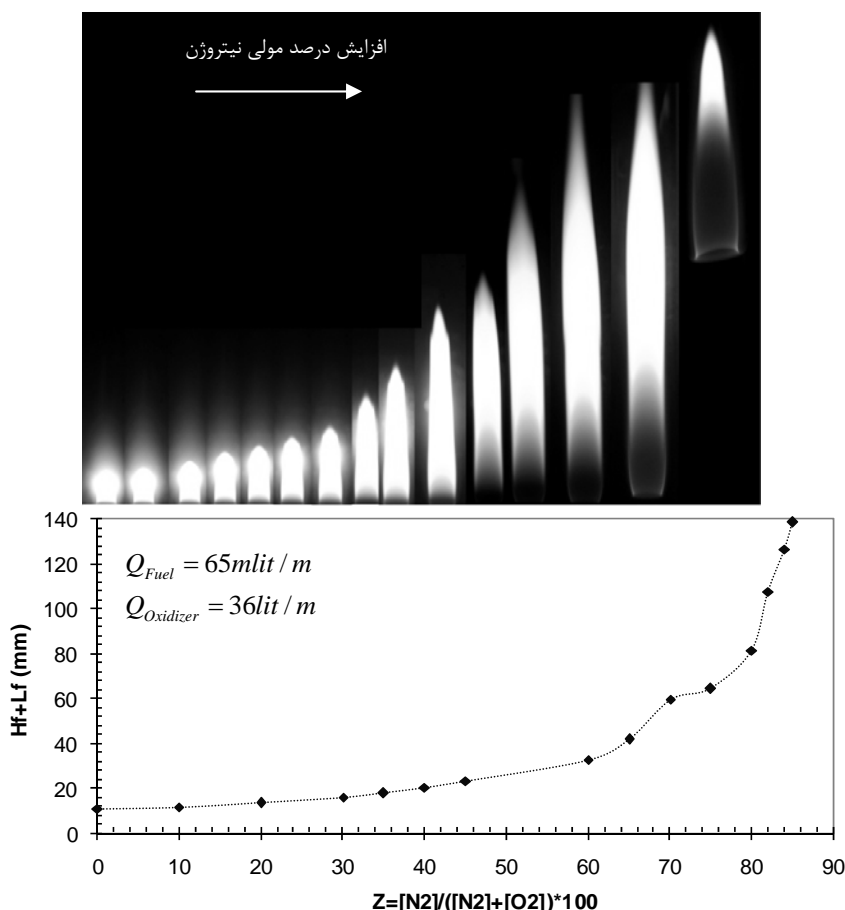 افزایش درصد مولی نیتروژن
140
120
100
80
60
40
20
0
Hf+Lf (mm)
Q_Fuel = 65mlit / m
Q_Oxidizer = 36lit / m
0 10 20 30 40 50 60 70 80 90
Z=[N2]/([N2]+[O2])*100